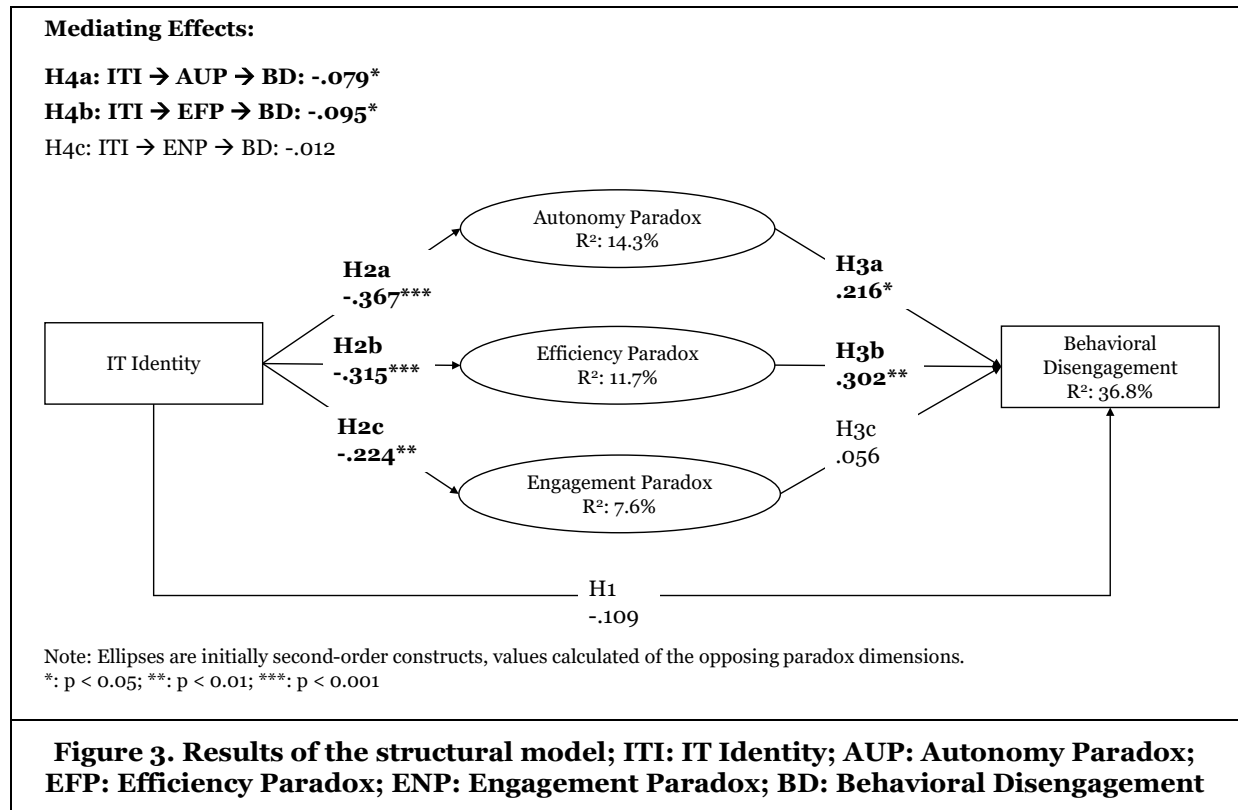 Mediating Effects:
H4a: ITI → AUP → BD: -.079*
H4b: ITI → EFP → BD: -.095*
H4c: ITI → ENP → BD: -.012
Autonomy Paradox
R²: 14.3%
H2a
-.367***
H3a
.216*
IT Identity
H2b
-.315***
Efficiency Paradox
R²: 11.7%
H3b
.302**
Behavioral
Disengagement
R²: 36.8%
H2c
-.224**
Engagement Paradox
R²: 7.6%
H3c
.056
H1
-.109
Note: Ellipses are initially second-order constructs, values calculated of the opposing paradox dimensions.
*: p < 0.05; **: p < 0.01; ***: p < 0.001
Figure 3. Results of the structural model; ITI: IT Identity; AUP: Autonomy Paradox;
EFP: Efficiency Paradox; ENP: Engagement Paradox; BD: Behavioral Disengagement